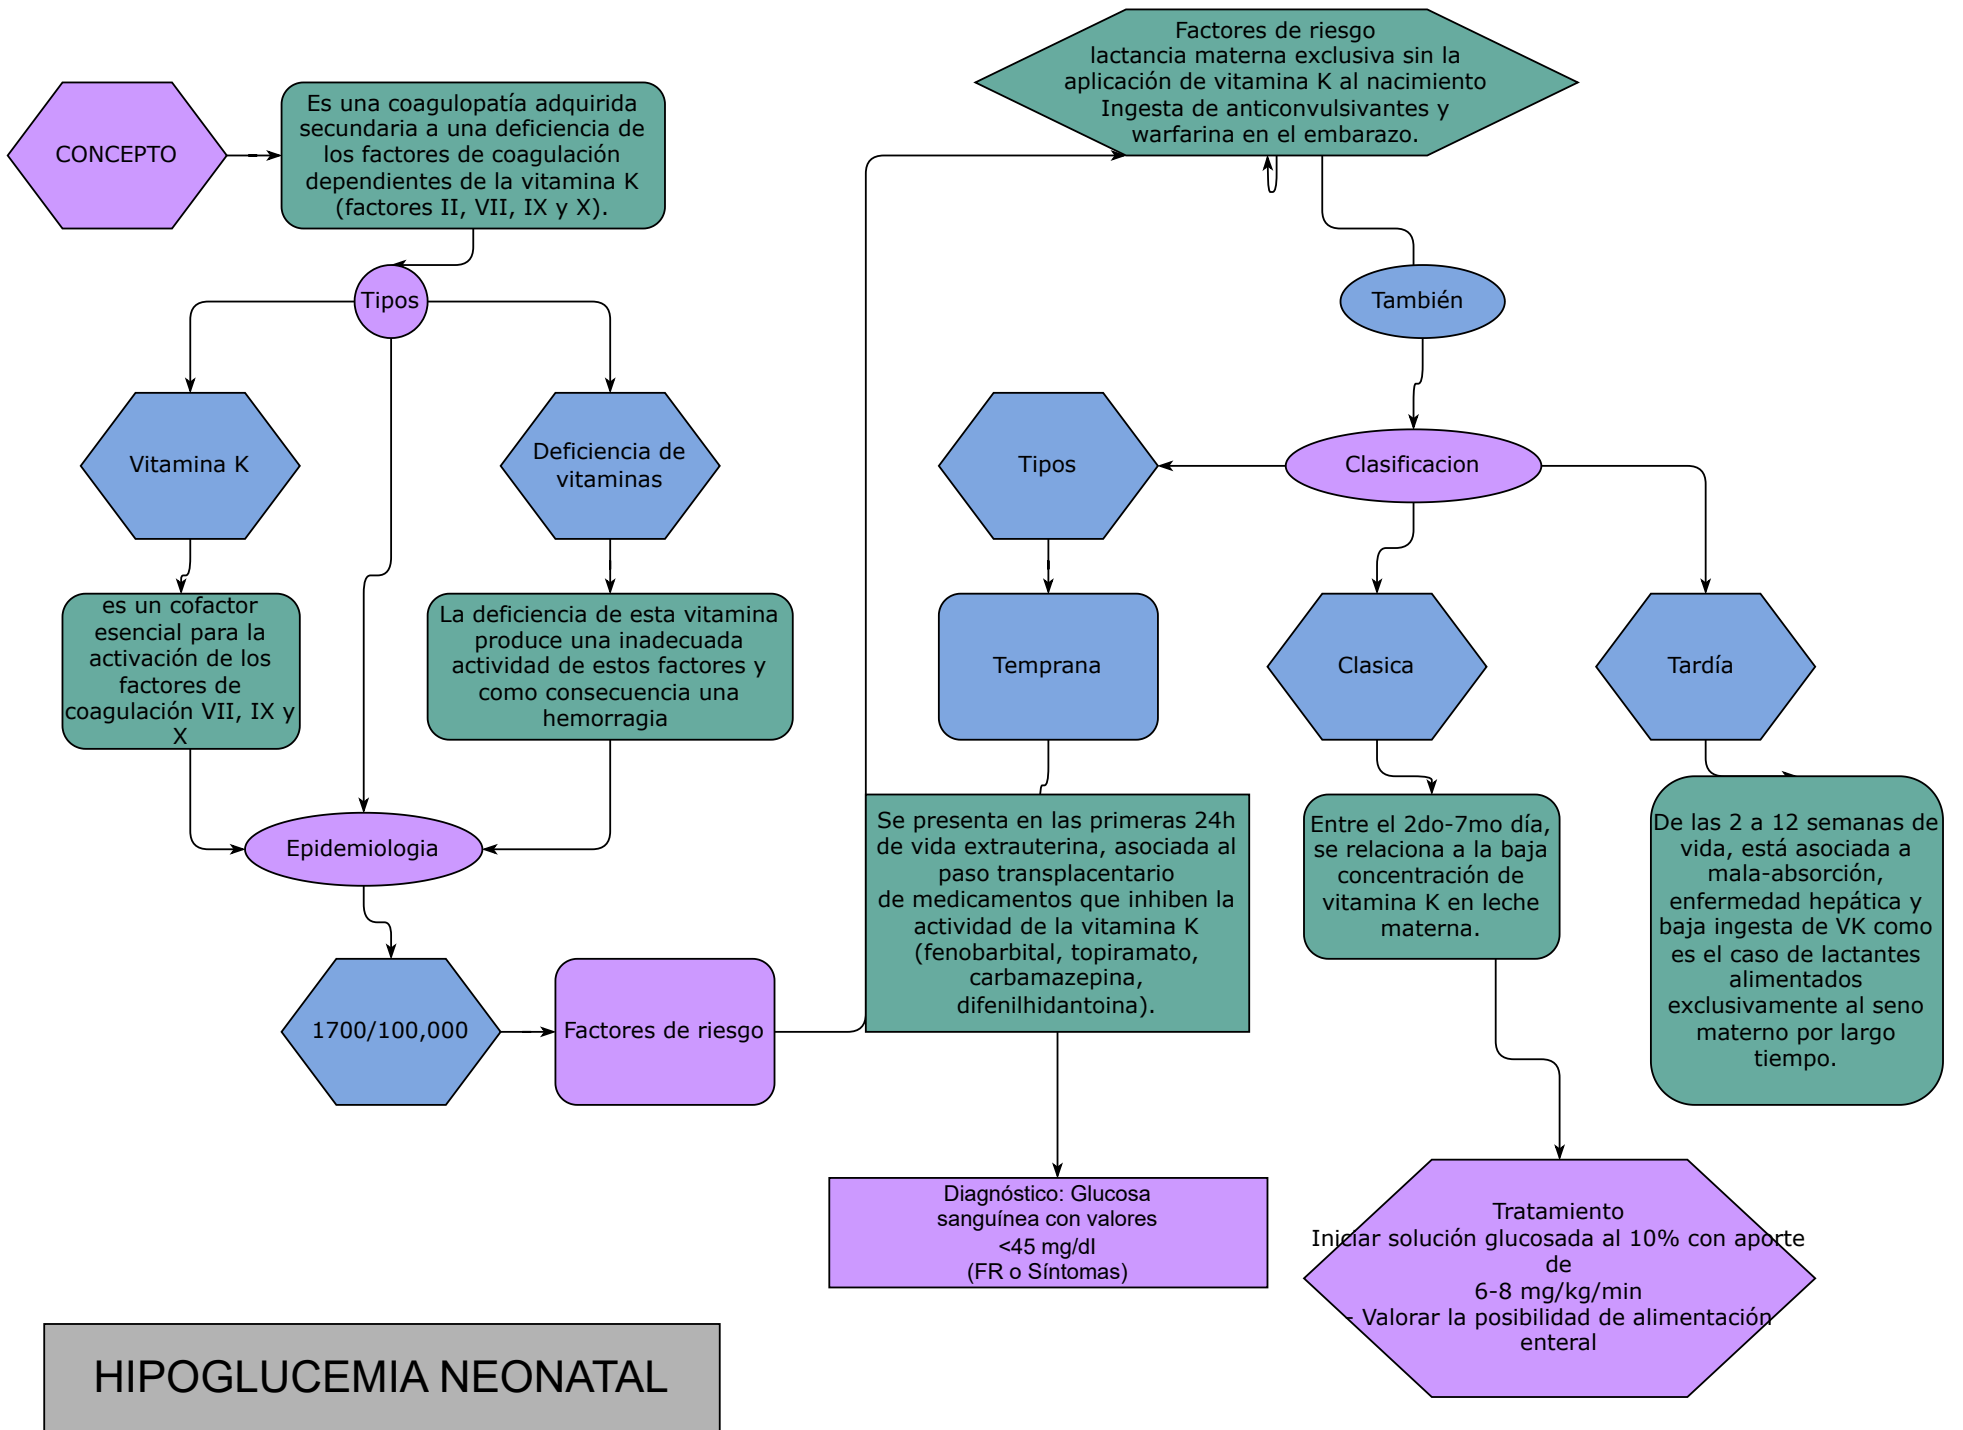 CONCEPTO
Es una coagulopatía adquirida
secundaria a una deficiencia de
los factores de coagulación
dependientes de la vitamina K
(factores II, VII, IX y X).
Tipos
Vitamina K
Deficiencia de
vitaminas
es un cofactor
esencial para la
activación de los
factores de
coagulación VII, IX y
X
La deficiencia de esta vitamina
produce una inadecuada
actividad de estos factores y
como consecuencia una
hemorragia
Epidemiologia
1700/100,000
Factores de riesgo
Factores de riesgo
lactancia materna exclusiva sin la
aplicación de vitamina K al nacimiento
Ingesta de anticonvulsivantes y
warfarina en el embarazo.
También
Clasificacion
Tipos
Temprana
Clasica
Tardía
Se presenta en las primeras 24h
de vida extrauterina, asociada al
paso transplacentario
de medicamentos que inhiben la
actividad de la vitamina K
(fenobarbital, topiramato,
carbamazepina,
difenilhidantoina).
Entre el 2do-7mo día,
se relaciona a la baja
concentración de
vitamina K en leche
materna.
De las 2 a 12 semanas de
vida, está asociada a
mala-absorción,
enfermedad hepática y
baja ingesta de VK como
es el caso de lactantes
alimentados
exclusivamente al seno
materno por largo
tiempo.
Diagnóstico: Glucosa
sanguínea con valores
<45 mg/dl
(FR o Síntomas)
Tratamiento
Iniciar solución glucosada al 10% con aporte
de
6-8 mg/kg/min
- Valorar la posibilidad de alimentación
enteral
HIPOGLUCEMIA NEONATAL